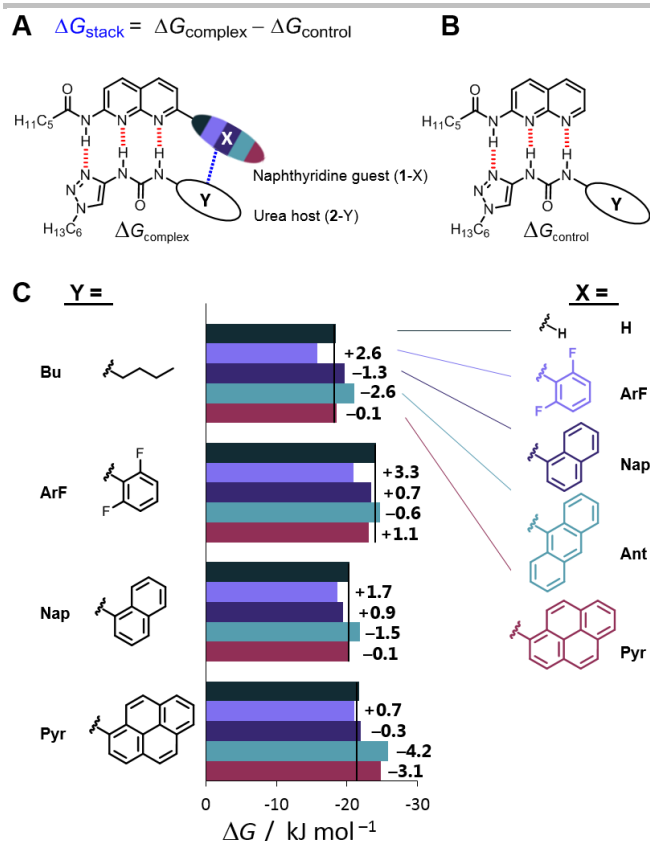 A ΔGstack = ΔGcomplex – ΔGcontrol
B
O
H11C5
N
H
N
N
X
H
H
N
N
N
N
N
O
Y
H13C6
Naphthyridine guest (1-X)
Urea host (2-Y)
ΔGcomplex
O
H11C5
N
H
N
N
H
H
N
N
N
N
N
O
Y
H13C6
ΔGcontrol
C Y = X =
H
H
Bu
+2.6
−1.3
−2.6
−0.1
F
F
ArF
Nap
ArF
F
F
+3.3
+0.7
−0.6
+1.1
Ant
Nap
+1.7
+0.9
−1.5
−0.1
Pyr
Pyr
+0.7
−0.3
−4.2
−3.1
0 -10 -20 -30
ΔG / kJ mol−1